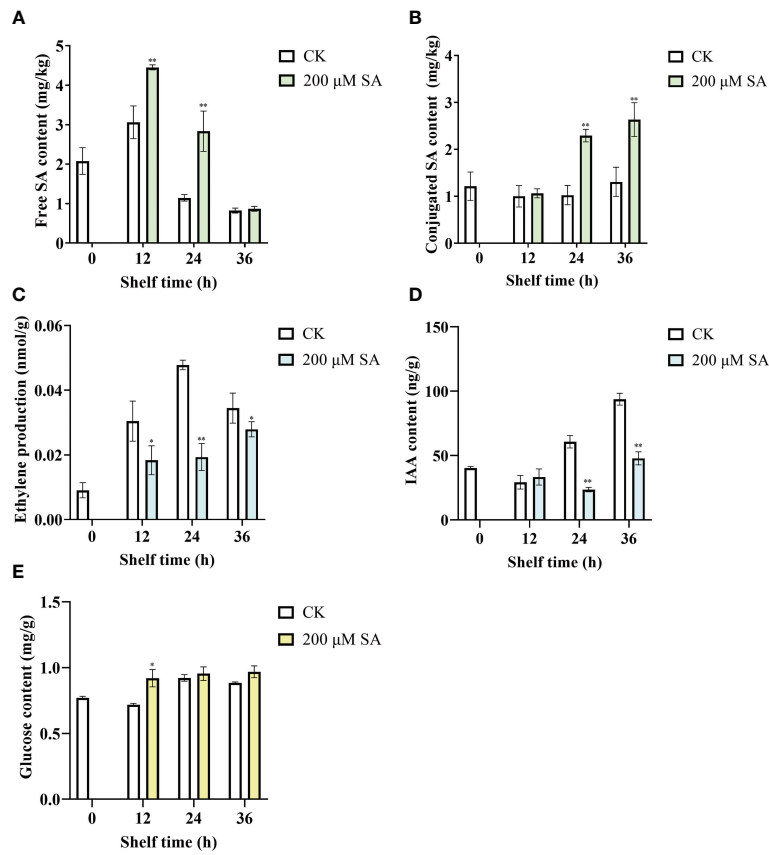 A
Free SA content (mg/kg)
5
4
3
2
1
0
**
**
CK
200 μM SA
0 12 24 36
Shelf time (h)
B
Conjugated SA content (mg/kg)
4
3
2
1
0
**
**
CK
200 μM SA
0 12 24 36
Shelf time (h)
C
Ethylene production (nmol/g)
0.06
0.04
0.02
0.00
*
**
*
CK
200 μM SA
0 12 24 36
Shelf time (h)
D
IAA content (ng/g)
150
100
50
0
**
**
CK
200 μM SA
0 12 24 36
Shelf time (h)
E
Glucose content (mg/g)
1.5
1.0
0.5
0.0
*
CK
200 μM SA
0 12 24 36
Shelf time (h)